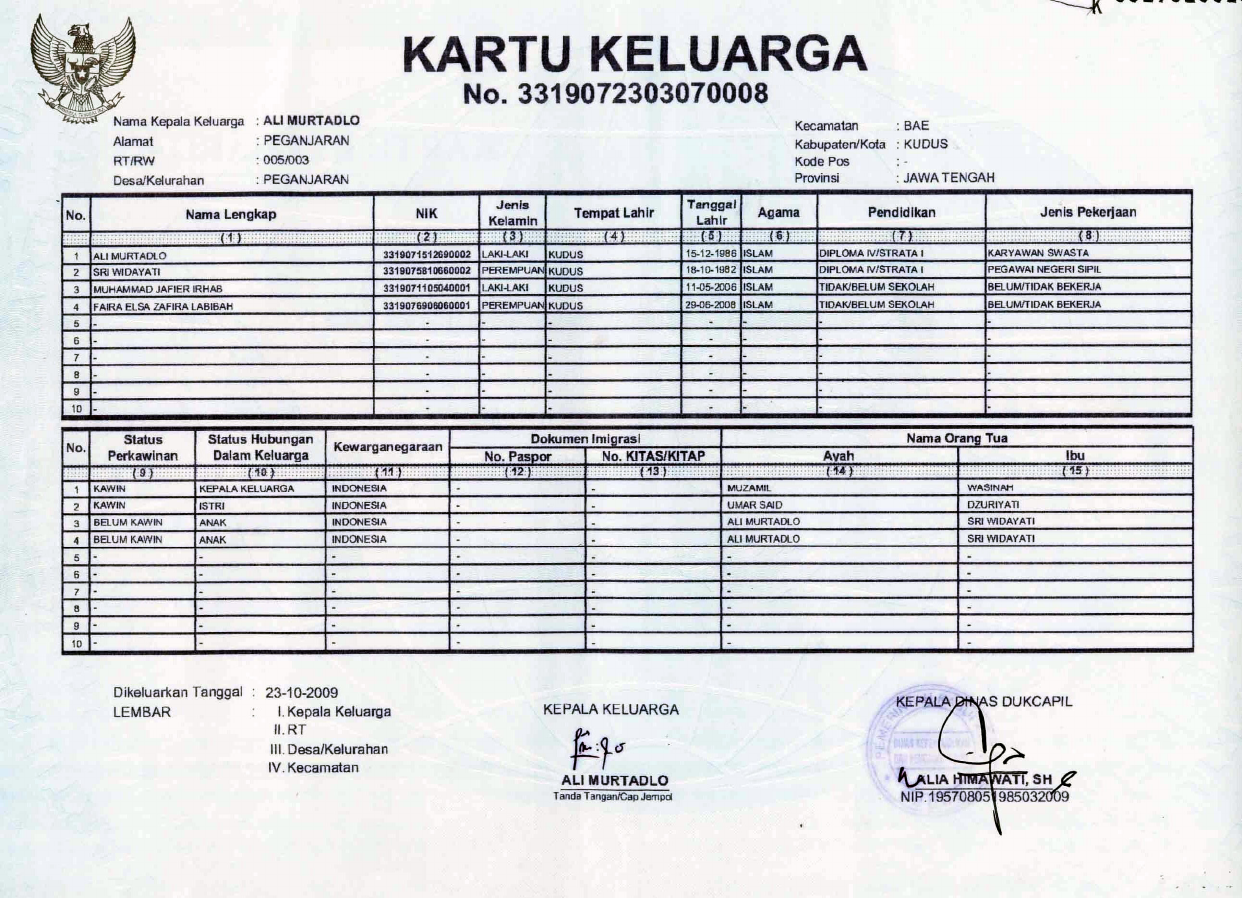 KARTU KELUARGA
No. 3319072303070008
Nama Kepala Keluarga : ALI MURTADLO
Alamat : PEGANJARAN
RT/RW : 005/003
Desa/Kelurahan : PEGANJARAN
Kecamatan : BAE
Kabupaten/Kota : KUDUS
Kode Pos : -
Provinsi : JAWA TENGAH
No. Nama Lengkap NIK Jenis Kelamin Tempat Lahir Tanggal Lahir Agama Pendidikan Jenis Pekerjaan
(1) (2) (3) (4) (5) (6) (7) (8)
1 ALI MURTADLO 3319071512690002 LAKI-LAKI KUDUS 15-12-1986 ISLAM DIPLOMA IV/STRATA I KARYAWAN SWASTA
2 SRI WIDAYATI 3319075810660002 PEREMPUAN KUDUS 18-10-1982 ISLAM DIPLOMA IV/STRATA I PEGAWAI NEGERI SIPIL
3 MUHAMMAD JAFIER IRHAB 3319071105040001 LAKI-LAKI KUDUS 11-05-2006 ISLAM TIDAK/BELUM SEKOLAH BELUM/TIDAK BEKERJA
4 FAIRA ELSA ZAFIRA LABIBAH 3319076906060001 PEREMPUAN KUDUS 29-06-2008 ISLAM TIDAK/BELUM SEKOLAH BELUM/TIDAK BEKERJA
5 - - - - - - - -
6 - - - - - - - -
7 - - - - - - - -
8 - - - - - - - -
9 - - - - - - - -
10 - - - - - - - -
No. Status Perkawinan Status Hubungan Dalam Keluarga Kewarganegaraan Dokumen Imigrasi Nama Orang Tua
No. Paspor No. KITAS/KITAP Ayah Ibu
(9) (10) (11) (12) (13) (14) (15)
1 KAWIN KEPALA KELUARGA INDONESIA - - MUZAMIL WASINAH
2 KAWIN ISTRI INDONESIA - - UMAR SAID DZURIYATI
3 BELUM KAWIN ANAK INDONESIA - - ALI MURTADLO SRI WIDAYATI
4 BELUM KAWIN ANAK INDONESIA - - ALI MURTADLO SRI WIDAYATI
5 - - - - - - -
6 - - - - - - -
7 - - - - - - -
8 - - - - - - -
9 - - - - - - -
10 - - - - - - -
Dikeluarkan Tanggal : 23-10-2009
LEMBAR : I. Kepala Keluarga
II. RT
III. Desa/Kelurahan
IV. Kecamatan
KEPALA KELUARGA
ALI MURTADLO
Tanda Tangan/Cap Jempol
KEPALA DINAS DUKCAPIL
HIMAWATI, SH
NIP.195708051985032009